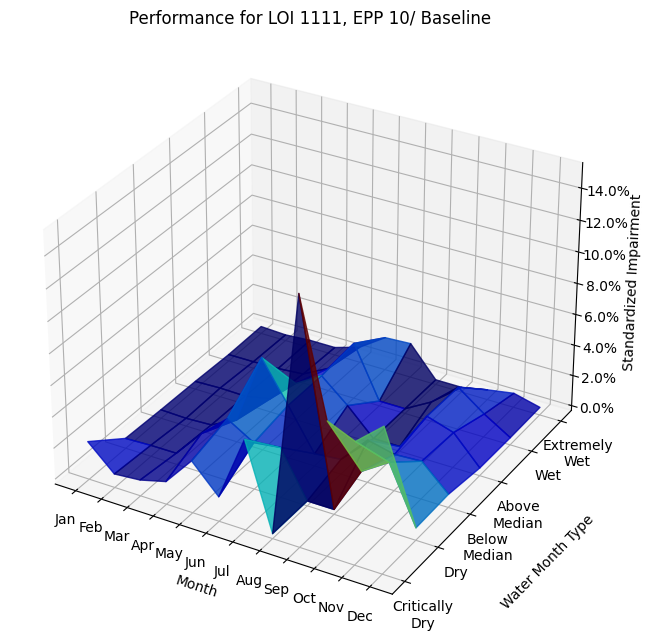 Performance for LOI 1111, EPP 10/ Baseline
14.0%
12.0%
10.0%
8.0%
6.0%
4.0%
2.0%
0.0%
Standardized Impairment
Extremely
Wet
Wet
Above
Median
Below
Median
Dry
Critically
Dry
Water Month Type
Jan
Feb
Mar
Apr
May
Jun
Jul
Aug
Sep
Oct
Nov
Dec
Month